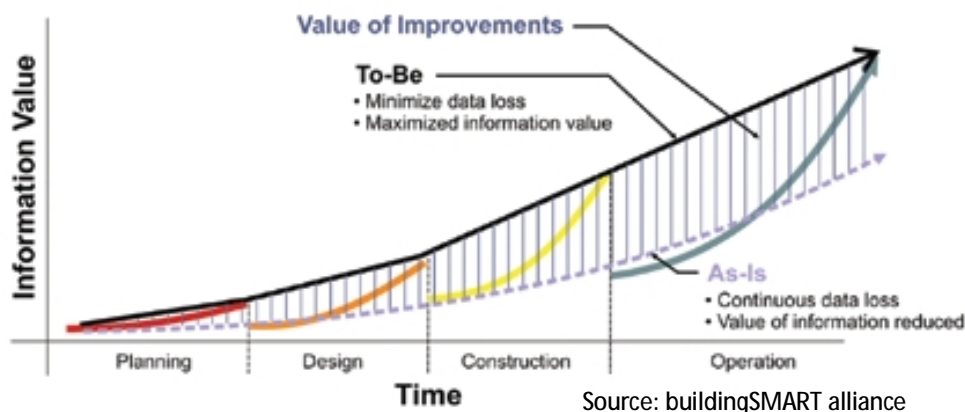 Value of Improvements
To-Be
• Minimize data loss
• Maximized information value
Information Value
As-Is
• Continuous data loss
• Value of information reduced
Planning
Design
Construction
Operation
Time
Source: buildingSMART alliance